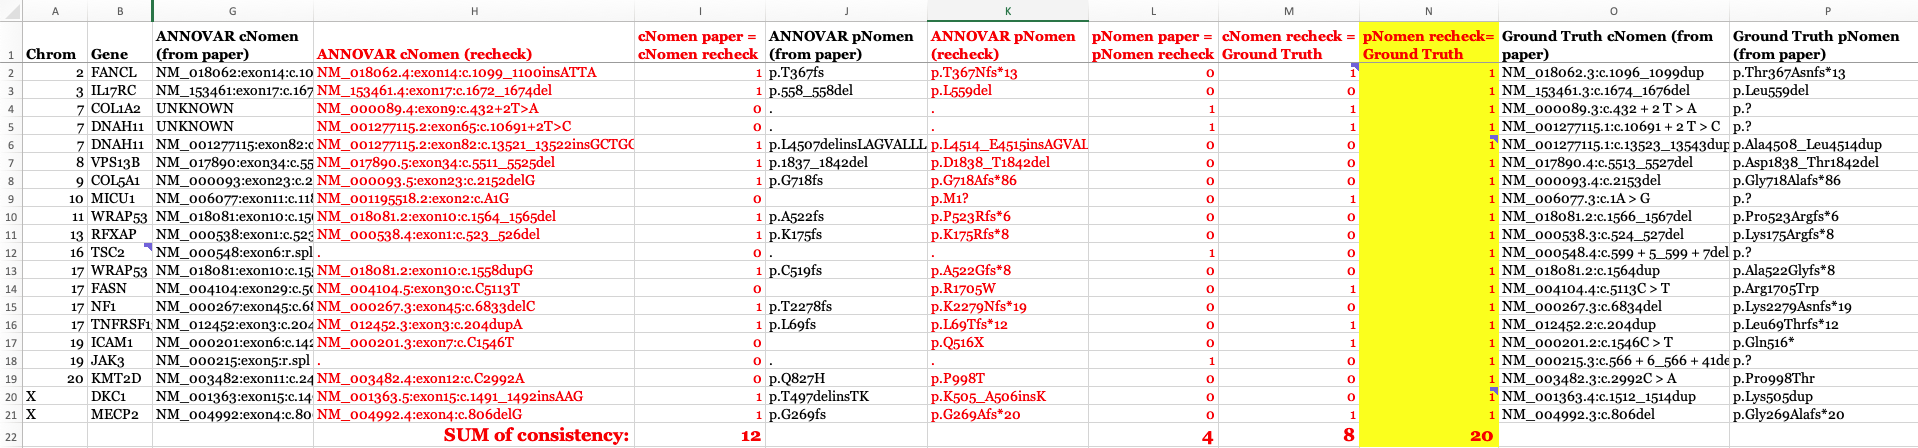 A B G H I J K L M N O P
1 Chrom Gene ANNOVAR cNomen (from paper) ANNOVAR cNomen (recheck) cNomen paper = cNomen recheck ANNOVAR pNomen (from paper) ANNOVAR pNomen (recheck) pNomen paper = pNomen recheck cNomen recheck = Ground Truth pNomen recheck= Ground Truth Ground Truth cNomen (from paper) Ground Truth pNomen (from paper)
2 2 FANCL NM_018062:exon14:c.10 NM_018062.4:exon14:c.1099_1100insATTA 1 p.T367fs p.T367Nfs*13 0 1 1 NM_018062.3:c.1096_1099dup p.Thr367Asnfs*13
3 3 IL17RC NM_153461:exon17:c.167 NM_153461.4:exon17:c.1672_1674del 1 p.558_558del p.L559del 0 0 1 NM_153461.3:c.1674_1676del p.Leu559del
4 7 COL1A2 UNKNOWN NM_000089.4:exon9:c.432+2T>A 0 . . 1 1 1 NM_000089.3:c.432 + 2 T > A p.?
5 7 DNAH11 UNKNOWN NM_001277115.2:exon65:c.10691+2T>C 0 . . 1 1 1 NM_001277115.1:c.10691 + 2 T > C p.?
6 7 DNAH11 NM_001277115:exon82:c NM_001277115.2:exon82:c.13521_13522insGCTGC 1 p.L4507delinsLAGVALLL p.L4514_E4515insAGVAL 0 0 1 NM_001277115.1:c.13523_13543dup p.Ala4508_Leu4514dup
7 8 VPS13B NM_017890:exon34:c.55 NM_017890.5:exon34:c.5511_5525del 1 p.1837_1842del p.D1838_T1842del 0 0 1 NM_017890.4:c.5513_5527del p.Asp1838_Thr1842del
8 9 COL5A1 NM_000093:exon23:c.2 NM_000093.5:exon23:c.2152delG 1 p.G718fs p.G718Afs*86 0 0 1 NM_000093.4:c.2153del p.Gly718Alafs*86
9 10 MICU1 NM_006077:exon11:c.118 NM_001195518.2:exon2:c.A1G 0 p.M1? 0 1 1 NM_006077.3:c.1A > G p.?
10 11 WRAP53 NM_018081:exon10:c.150 NM_018081.2:exon10:c.1564_1565del 1 p.A522fs p.P523Rfs*6 0 0 1 NM_018081.2:c.1566_1567del p.Pro523Argfs*6
11 13 RFXAP NM_000538:exon1:c.523 NM_000538.4:exon1:c.523_526del 1 p.K175fs p.K175Rfs*8 0 0 1 NM_000538.3:c.524_527del p.Lys175Argfs*8
12 16 TSC2 NM_000548:exon6:r.spl . 0 . . 1 0 1 NM_000548.4:c.599 + 5_599 + 7del p.?
13 17 WRAP53 NM_018081:exon10:c.155 NM_018081.2:exon10:c.1558dupG 1 p.C519fs p.A522Gfs*8 0 0 1 NM_018081.2:c.1564dup p.Ala522Glyfs*8
14 17 FASN NM_004104:exon29:c.50 NM_004104.5:exon30:c.C5113T 0 p.R1705W 0 1 1 NM_004104.4:c.5113C > T p.Arg1705Trp
15 17 NF1 NM_000267:exon45:c.68 NM_000267.3:exon45:c.6833delC 1 p.T2278fs p.K2279Nfs*19 0 0 1 NM_000267.3:c.6834del p.Lys2279Asnfs*19
16 17 TNFRSF1 NM_012452:exon3:c.204 NM_012452.3:exon3:c.204dupA 1 p.L69fs p.L69Tfs*12 0 1 1 NM_012452.2:c.204dup p.Leu69Thrfs*12
17 19 ICAM1 NM_000201:exon6:c.142 NM_000201.3:exon7:c.C1546T 0 p.Q516X 0 1 1 NM_000201.2:c.1546C > T p.Gln516*
18 19 JAK3 NM_000215:exon5:r.spl . 0 . . 1 0 1 NM_000215.3:c.566 + 6_566 + 41de p.?
19 20 KMT2D NM_003482:exon11:c.24 NM_003482.4:exon12:c.C2992A 0 p.Q827H p.P998T 0 0 1 NM_003482.3:c.2992C > A p.Pro998Thr
20 X DKC1 NM_001363:exon15:c.14 NM_001363.5:exon15:c.1491_1492insAAG 1 p.T497delinsTK p.K505_A506insK 0 0 1 NM_001363.4:c.1512_1514dup p.Lys505dup
21 X MECP2 NM_004992:exon4:c.80 NM_004992.4:exon4:c.806delG 1 p.G269fs p.G269Afs*20 0 1 1 NM_004992.3:c.806del p.Gly269Alafs*20
22 SUM of consistency: 12 4 8 20